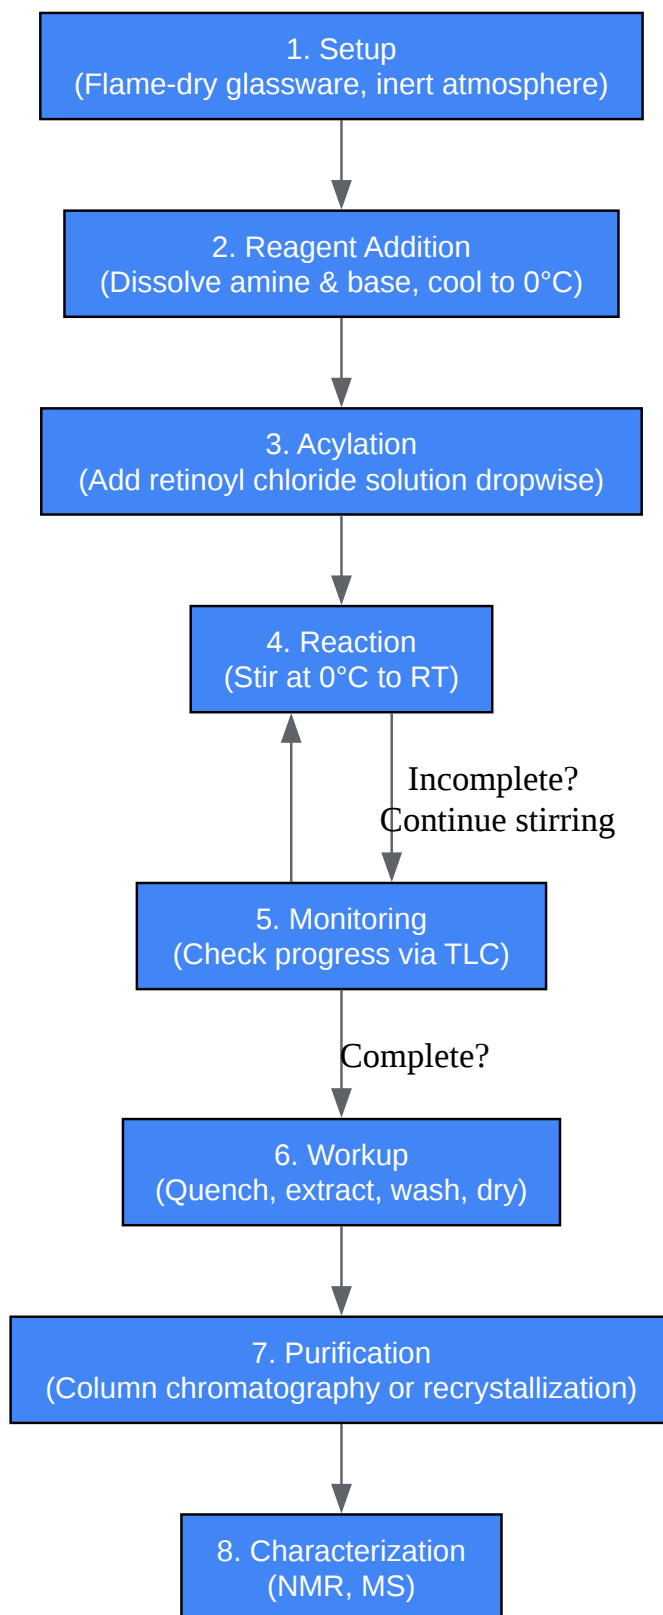 1. Setup
(Flame-dry glassware, inert atmosphere)
2. Reagent Addition
(Dissolve amine & base, cool to 0°C)
3. Acylation
(Add retinoyl chloride solution dropwise)
4. Reaction
(Stir at 0°C to RT)
Incomplete?
Continue stirring
5. Monitoring
(Check progress via TLC)
Complete?
6. Workup
(Quench, extract, wash, dry)
7. Purification
(Column chromatography or recrystallization)
8. Characterization
(NMR, MS)